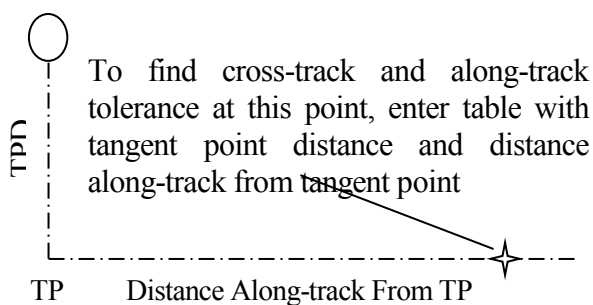 To find cross-track and along-track
tolerance at this point, enter table with
tangent point distance and distance
along-track from tangent point
TPD
TP Distance Along-track From TP